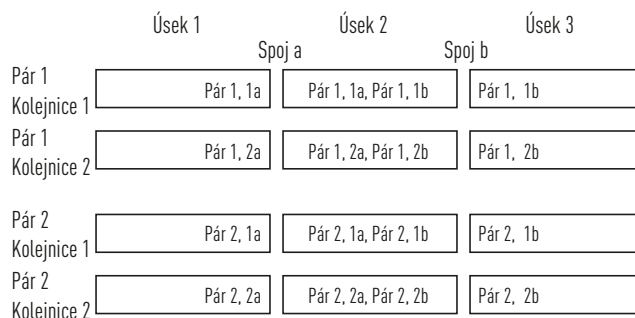 Úsek 1 Úsek 2 Úsek 3
Spoj a Spoj b
Pár 1
Kolejnice 1 Pár 1, 1a Pár 1, 1a, Pár 1, 1b Pár 1, 1b
Pár 1
Kolejnice 2 Pár 1, 2a Pár 1, 2a, Pár 1, 2b Pár 1, 2b
Pár 2
Kolejnice 1 Pár 2, 1a Pár 2, 1a, Pár 2, 1b Pár 2, 1b
Pár 2
Kolejnice 2 Pár 2, 2a Pár 2, 2a, Pár 2, 2b Pár 2, 2b